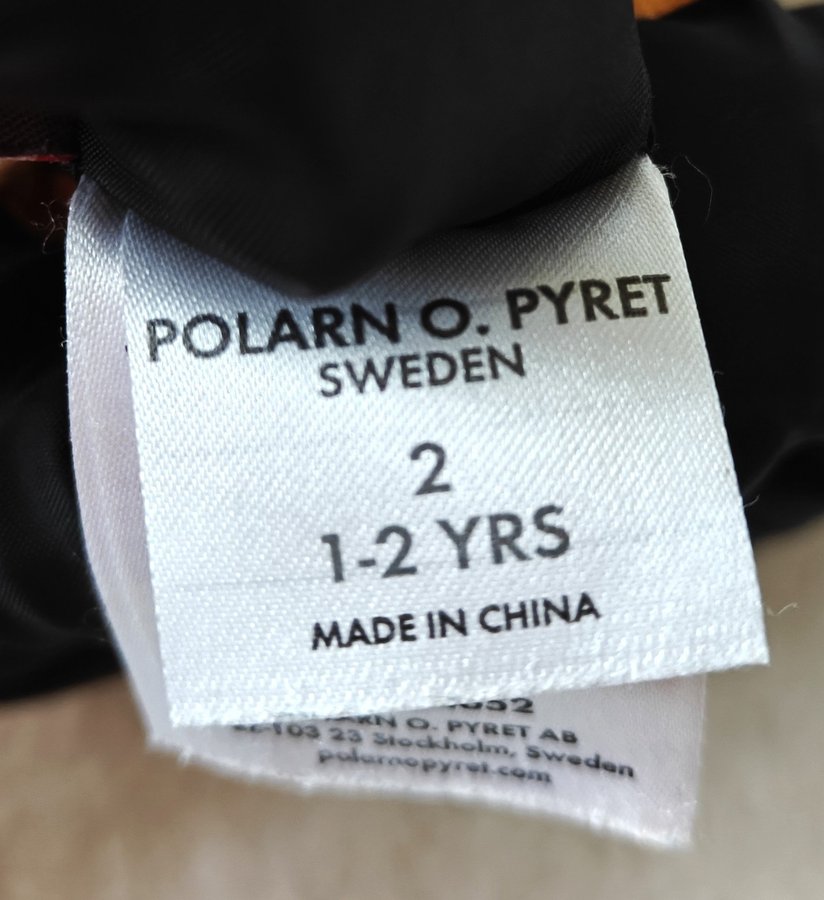 POLARN O. PYRET
SWEDEN
2
1-2 YRS
MADE IN CHINA
O. PYRET AB
103 23 Stockholm, Sweden
polarnopyret.com